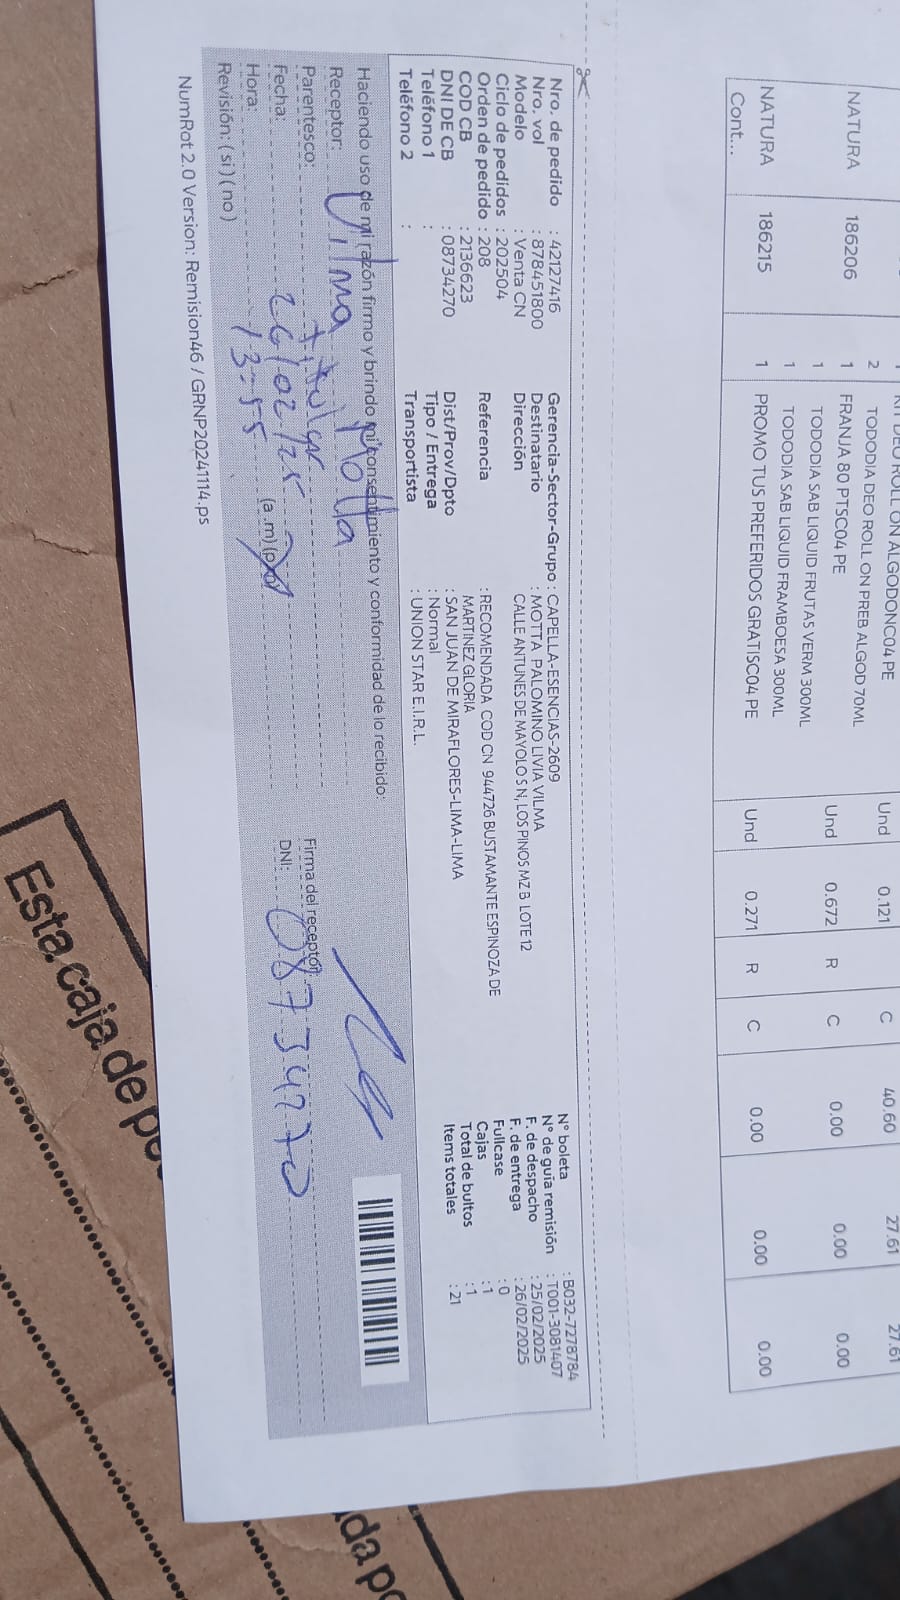 KIT DEO ROLL ON ALGODONC04 PE
2 TODODIA DEO ROLL ON PREB ALGOD 70ML Und 0.121 C 40.60 27.61 27.61
NATURA 186206 1 FRANJA 80 PTSC04 PE Und 0.672 R C 0.00 0.00 0.00
1 TODODIA SAB LIQUID FRUTAS VERM 300ML
1 TODODIA SAB LIQUID FRAMBOESA 300ML
NATURA 186215 1 PROMO TUS PREFERIDOS GRATISC04 PE Und 0.271 R C 0.00 0.00 0.00
Cont...
Nro. de pedido : 42127416 Gerencia-Sector-Grupo : CAPELLA-ESENCIAS-2609 N° boleta : B032-7278784
Nro. vol : 878451800 Destinatario : MOTTA PALOMINO LIVIA VILMA N° de guía remisión : T001-3081407
Modelo : Venta CN Dirección CALLE ANTUNES DE MAYOLO S N, LOS PINOS MZ B LOTE 12 F. de despacho : 25/02/2025
Ciclo de pedidos : 202504 F. de entrega : 26/02/2025
Orden de pedido : 208 Referencia : RECOMENDADA COD CN 944726 BUSTAMANTE ESPINOZA DE Fullcase : 0
COD CB : 2136623 MARTINEZ GLORIA Cajas : 1
DNI DE CB : 08734270 Dist/Prov/Dpto : SAN JUAN DE MIRAFLORES-LIMA-LIMA Total de bultos : 1
Teléfono 1 : Tipo / Entrega : Normal Items totales : 21
Teléfono 2 : Transportista : UNION STAR E.I.R.L.
Haciendo uso de mi razón firmo y brindo mi consentimiento y conformidad de lo recibido:
Receptor: Vilma Motta
Parentesco: titular Firma del receptor:
Fecha: 26/02/25 DNI: 08734270
Hora: 13:55 (a.m) (p.m)
Revisión: ( si ) ( no )
NumRot 2.0 Version: Remision46 / GRNP20241114.ps
Esta caja de